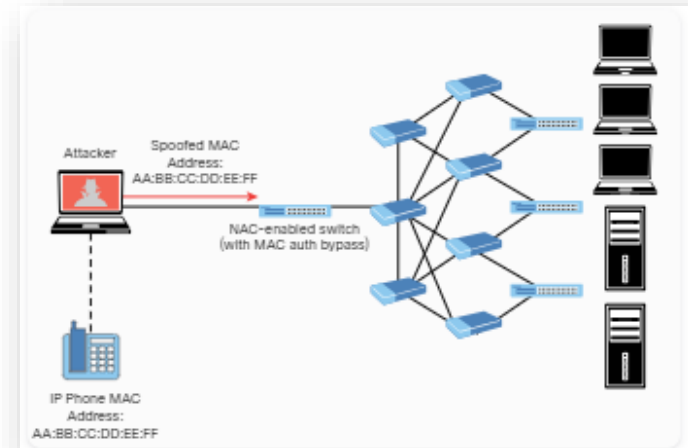 Attacker
Spoofed MAC
Address:
AA:BB:CC:DD:EE:FF
NAC-enabled switch
(with MAC auth bypass)
IP Phone MAC
Address:
AA:BB:CC:DD:EE:FF